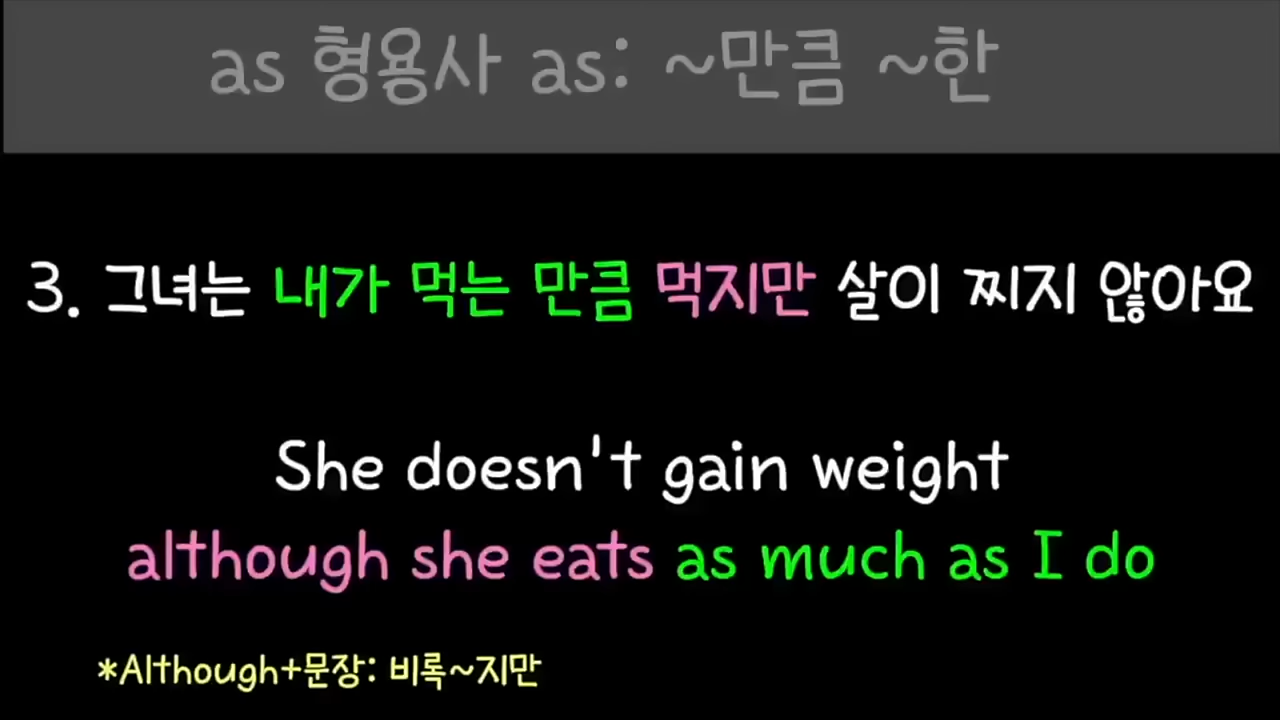 as 형용사 as: ~만큼 ~한
3. 그녀는 내가 먹는 만큼 먹지만 살이 찌지 않아요
She doesn't gain weight
although she eats as much as I do
*Although+문장: 비록~지만